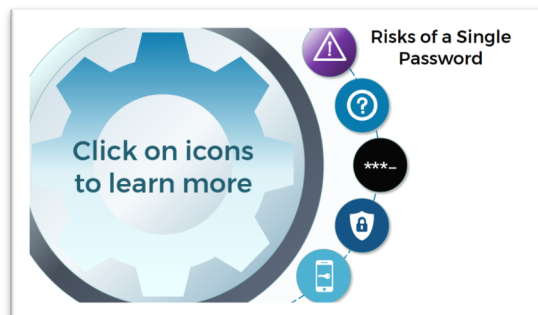 Risks of a Single
Password
Click on icons
to learn more
***_